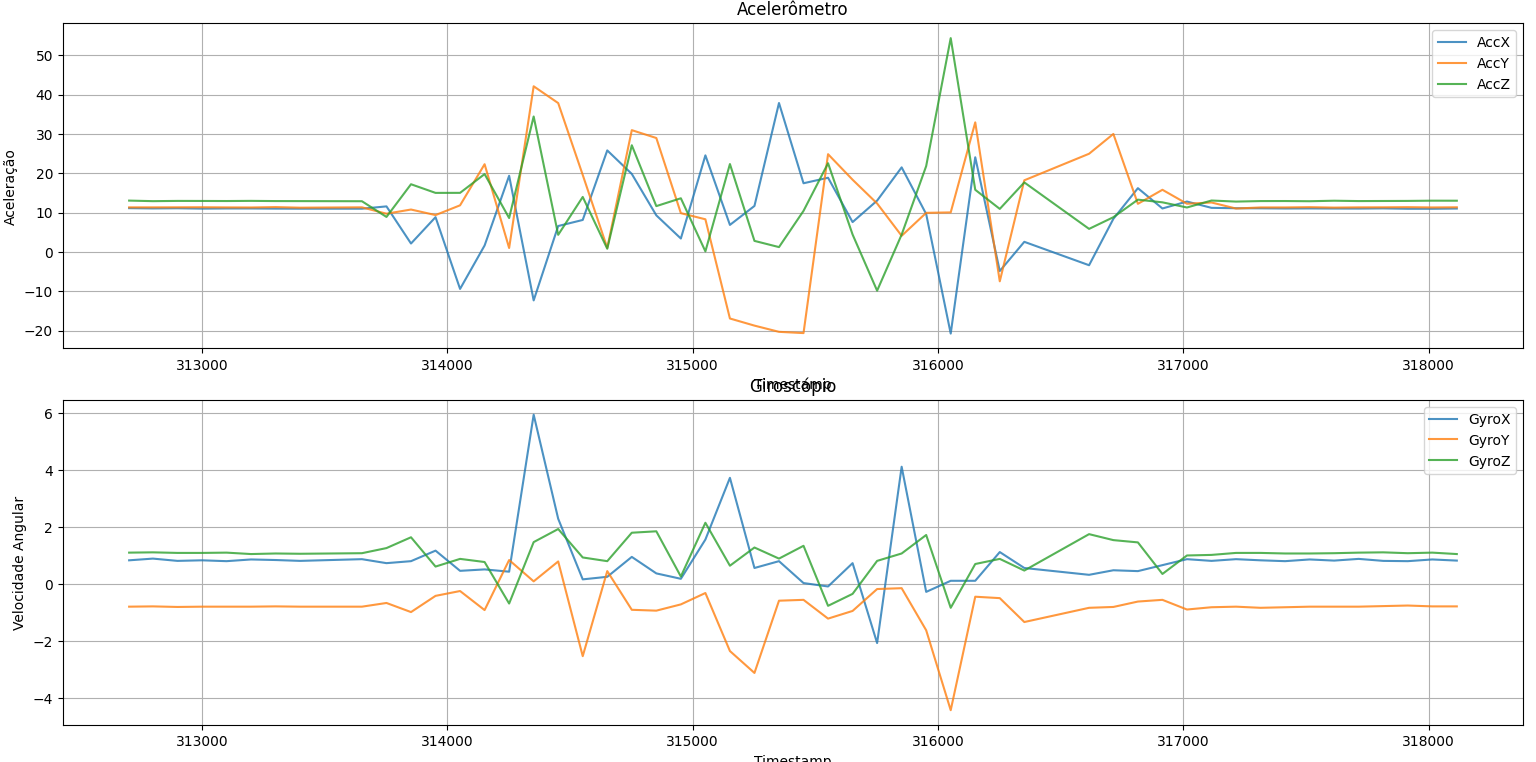 Acelerômetro
Aceleração
50
40
30
20
10
0
−10
−20
AccX
AccY
AccZ
313000 314000 315000 316000 317000 318000
Timestamp
Giroscópio
Velocidade Angular
6
4
2
0
−2
−4
GyroX
GyroY
GyroZ
313000 314000 315000 316000 317000 318000
Timestamp